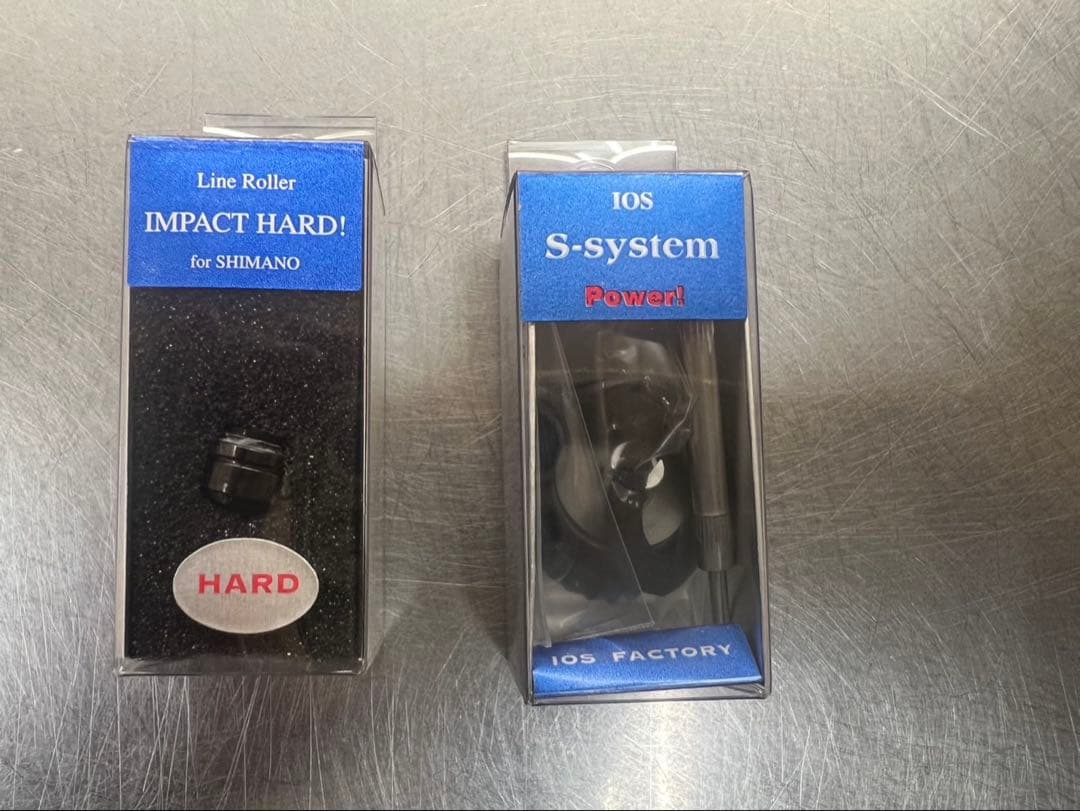 Line Roller
IMPACT HARD!
for SHIMANO
HARD
IOS
S-system
Power!
IOS FACTORY